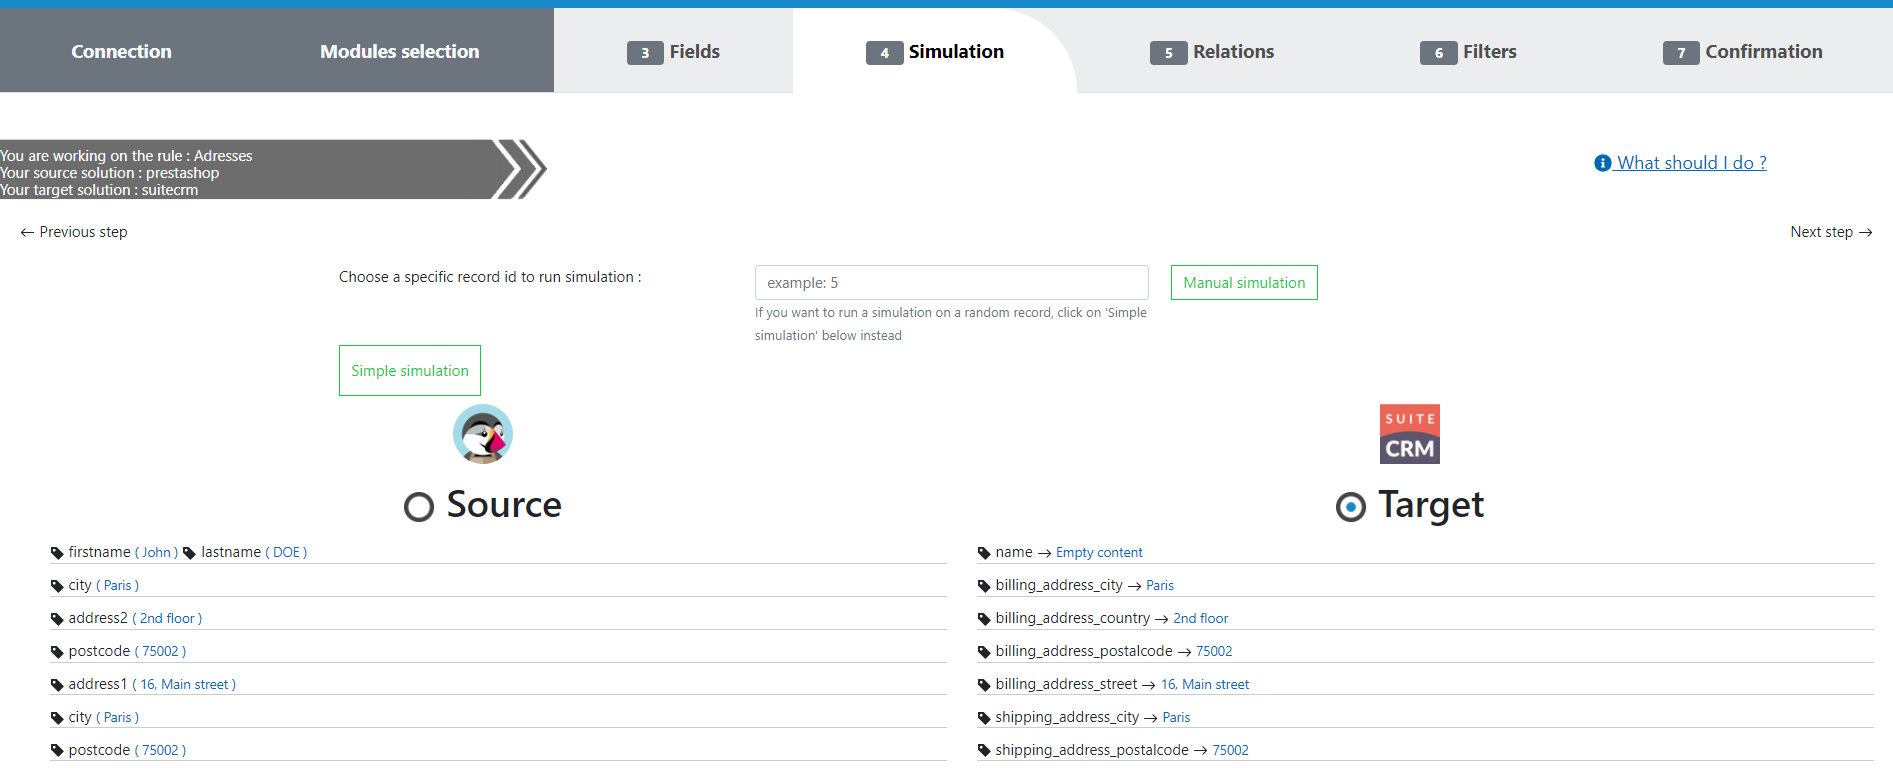 Connection
Modules selection
3 Fields
4 Simulation
5 Relations
6 Filters
7 Confirmation
You are working on the rule : Adresses
Your source solution : prestashop
Your target solution : suitecrm
What should I do ?
← Previous step
Next step →
Choose a specific record id to run simulation :
example: 5
Manual simulation
If you want to run a simulation on a random record, click on 'Simple
simulation' below instead
Simple simulation
SUITE
CRM
Source
Target
firstname ( John ) lastname ( DOE )
name → Empty content
city ( Paris )
billing_address_city → Paris
address2 ( 2nd floor )
billing_address_country → 2nd floor
postcode ( 75002 )
billing_address_postalcode → 75002
address1 ( 16, Main street )
billing_address_street → 16, Main street
city ( Paris )
shipping_address_city → Paris
postcode ( 75002 )
shipping_address_postalcode → 75002